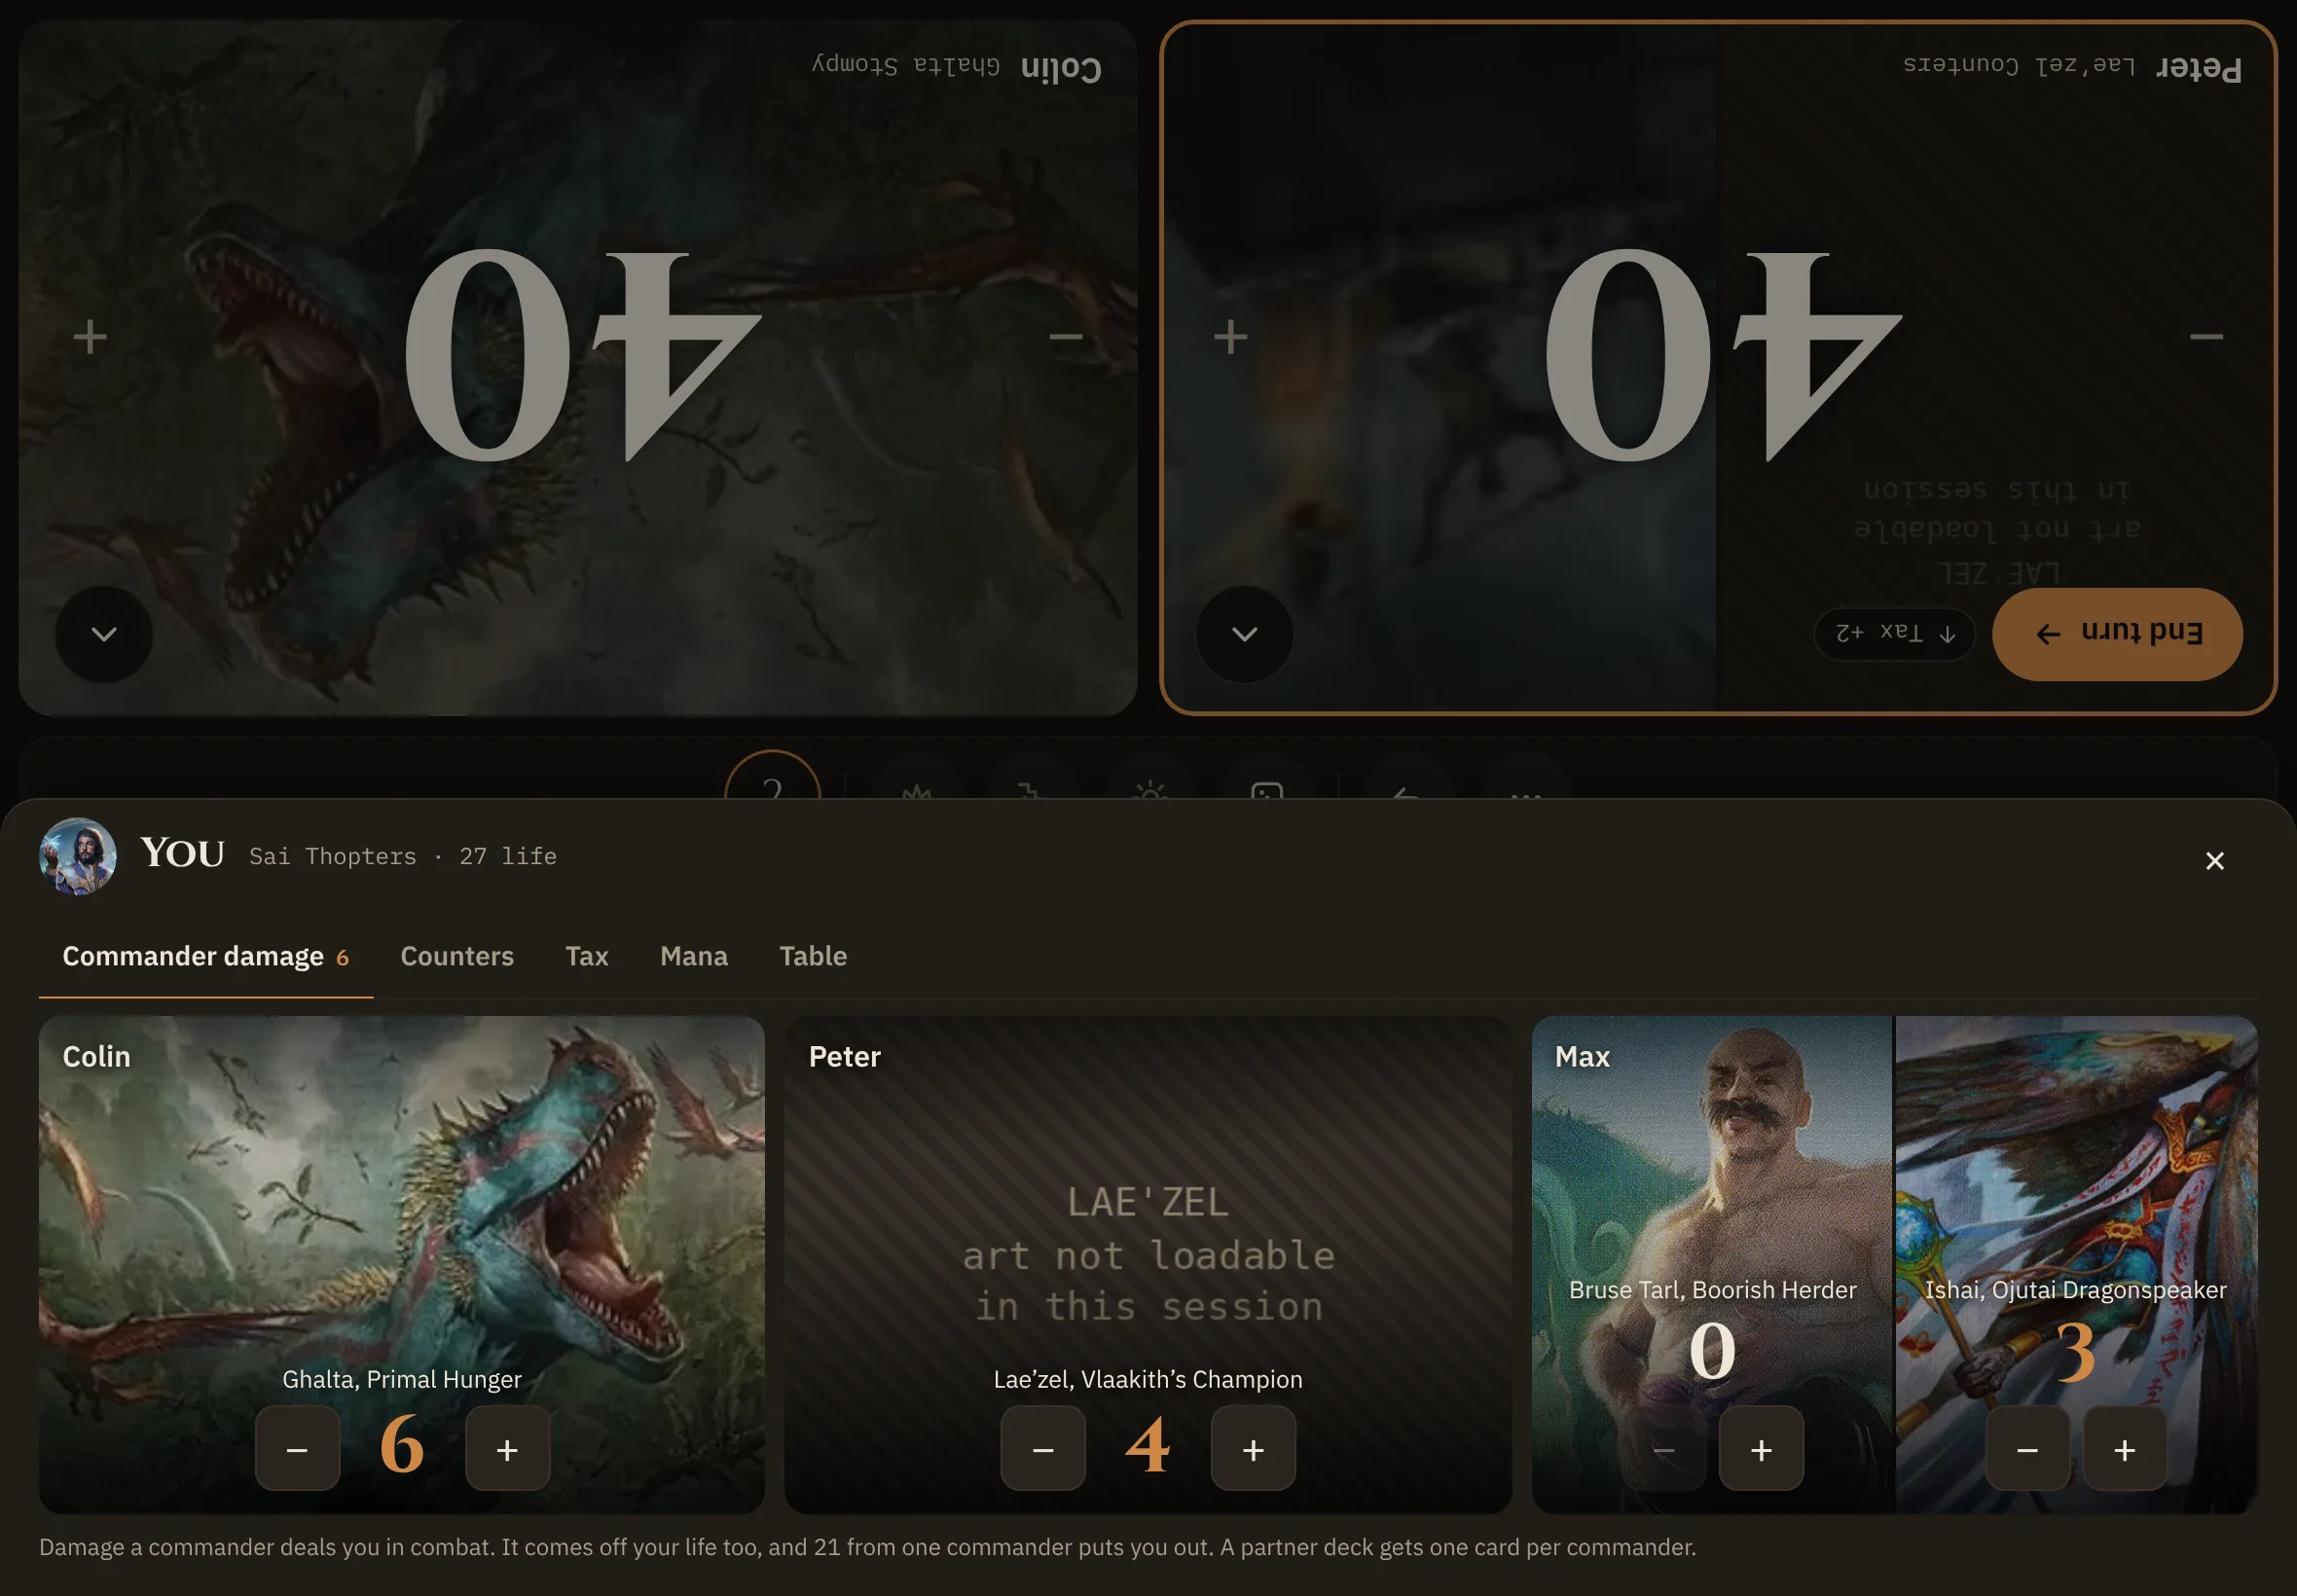 Colin Ghalta Stompy
40
+
−
Peter Lae'zel Counters
40
+
−
LAE'ZEL
art not loadable
in this session
End turn →
↑ Tax +2
2
YOU Sai Thopters · 27 life
×
Commander damage 6 Counters Tax Mana Table
Colin
Ghalta, Primal Hunger
− 6 +
Peter
LAE'ZEL
art not loadable
in this session
Lae’zel, Vlaakith’s Champion
− 4 +
Max
Bruse Tarl, Boorish Herder
0
− +
Ishai, Ojutai Dragonspeaker
3
− +
Damage a commander deals you in combat. It comes off your life too, and 21 from one commander puts you out. A partner deck gets one card per commander.